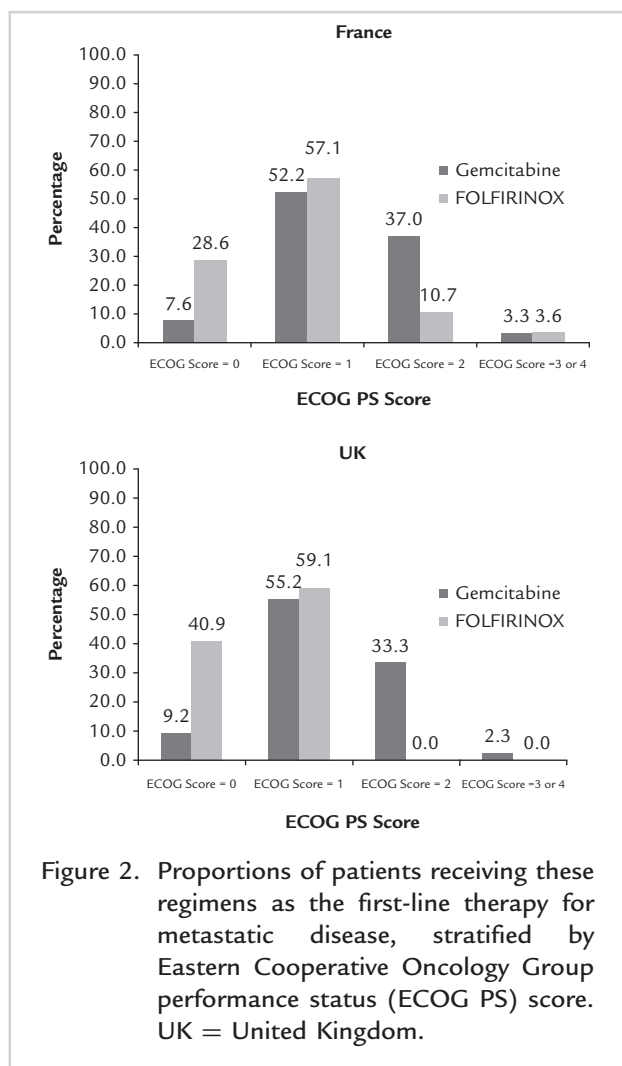 France
100.0
90.0
80.0
70.0
60.0
50.0
40.0
30.0
20.0
10.0
0.0
Percentage
7.6
28.6
52.2
57.1
37.0
10.7
3.3
3.6
Gemcitabine
FOLFIRINOX
ECOG Score = 0
ECOG Score = 1
ECOG Score = 2
ECOG Score =3 or 4
ECOG PS Score
UK
100.0
90.0
80.0
70.0
60.0
50.0
40.0
30.0
20.0
10.0
0.0
Percentage
9.2
40.9
55.2
59.1
33.3
0.0
2.3
0.0
Gemcitabine
FOLFIRINOX
ECOG Score = 0
ECOG Score = 1
ECOG Score = 2
ECOG Score =3 or 4
ECOG PS Score
Figure 2. Proportions of patients receiving these
regimens as the first-line therapy for
metastatic disease, stratified by
Eastern Cooperative Oncology Group
performance status (ECOG PS) score.
UK = United Kingdom.